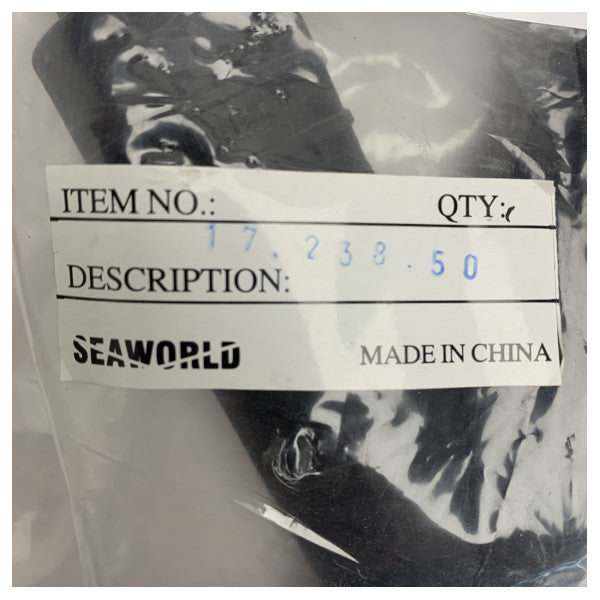 ITEM NO.: QTY:
17.238.50
DESCRIPTION:
SEAWORLD MADE IN CHINA